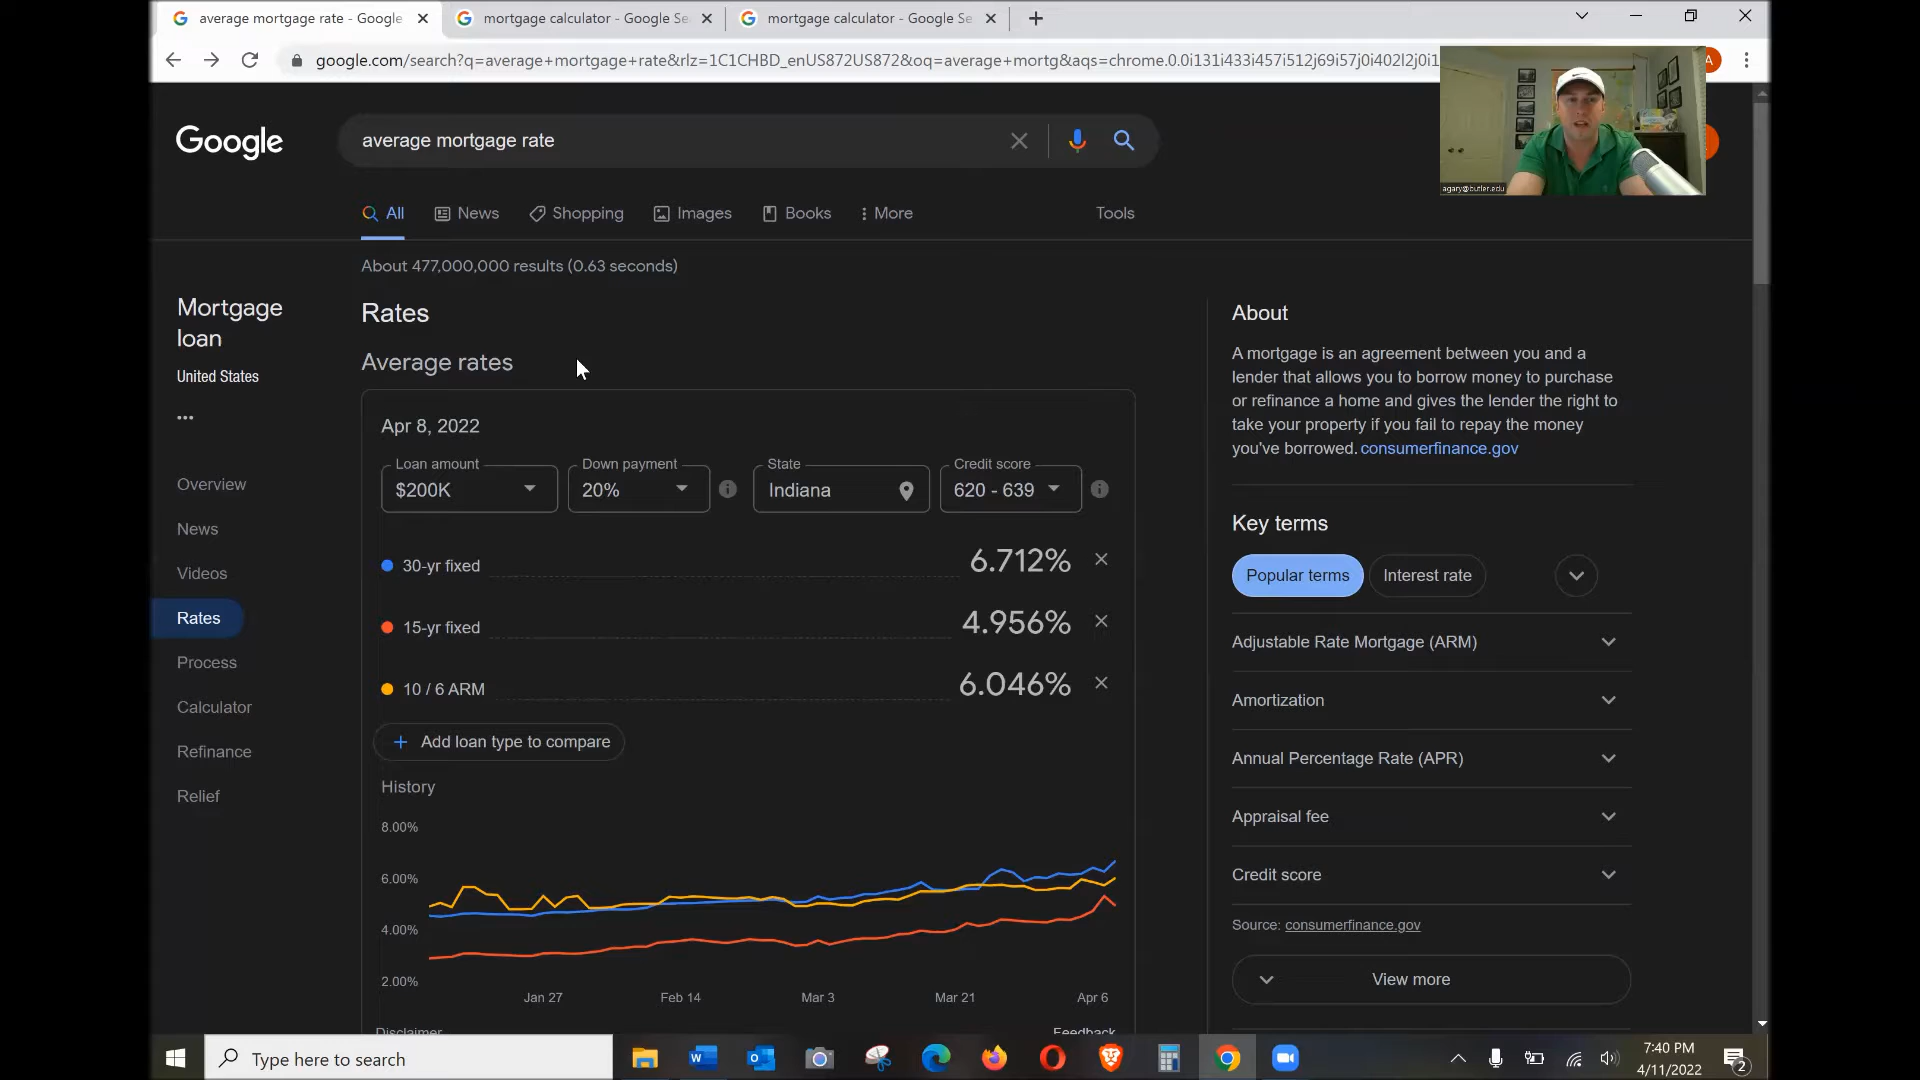 average mortgage rate - Google
mortgage calculator - Google Se
mortgage calculator - Google Se
google.com/search?q=average+mortgage+rate&rlz=1C1CHBD_enUS872US872&oq=average+mortg&aqs=chrome.0.0i131i433i457i512j69i57j0i402l2j0i1
A
agary@butler.edu
Google
average mortgage rate
All
News
Shopping
Images
Books
More
Tools
About 477,000,000 results (0.63 seconds)
Mortgage
loan
United States
Overview
News
Videos
Rates
Process
Calculator
Refinance
Relief
Rates
Average rates
Apr 8, 2022
Loan amount
$200K
Down payment
20%
State
Indiana
Credit score
620 - 639
30-yr fixed 6.712%
15-yr fixed 4.956%
10 / 6 ARM 6.046%
+ Add loan type to compare
History
8.00%
6.00%
4.00%
2.00%
Jan 27 Feb 14 Mar 3 Mar 21 Apr 6
Disclaimer
Feedback
About
A mortgage is an agreement between you and a
lender that allows you to borrow money to purchase
or refinance a home and gives the lender the right to
take your property if you fail to repay the money
you've borrowed. consumerfinance.gov
Key terms
Popular terms
Interest rate
Adjustable Rate Mortgage (ARM)
Amortization
Annual Percentage Rate (APR)
Appraisal fee
Credit score
Source: consumerfinance.gov
View more
Type here to search
7:40 PM
4/11/2022
2